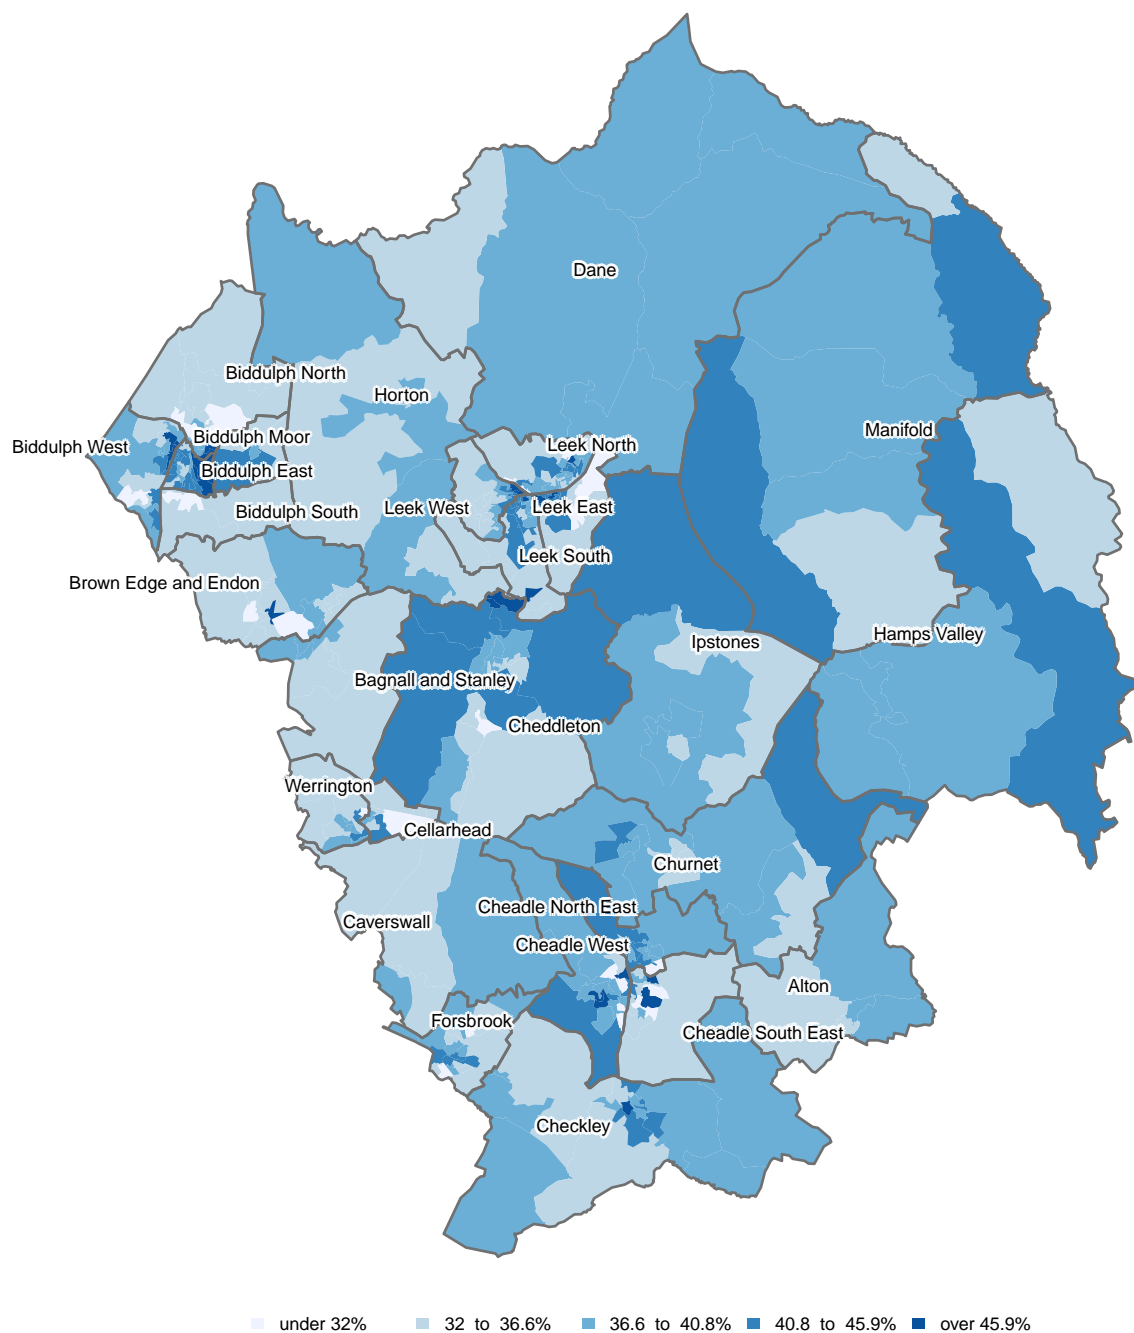 Dane
Biddulph North
Horton
Biddulph West
Biddulph Moor
Manifold
Leek North
Biddulph East
Biddulph South
Leek West
Leek East
Leek South
Brown Edge and Endon
Hamps Valley
Ipstones
Bagnall and Stanley
Cheddleton
Werrington
Cellarhead
Churnet
Cheadle North East
Caverswall
Cheadle West
Alton
Forsbrook
Cheadle South East
Checkley
under 32% 32 to 36.6% 36.6 to 40.8% 40.8 to 45.9% over 45.9%